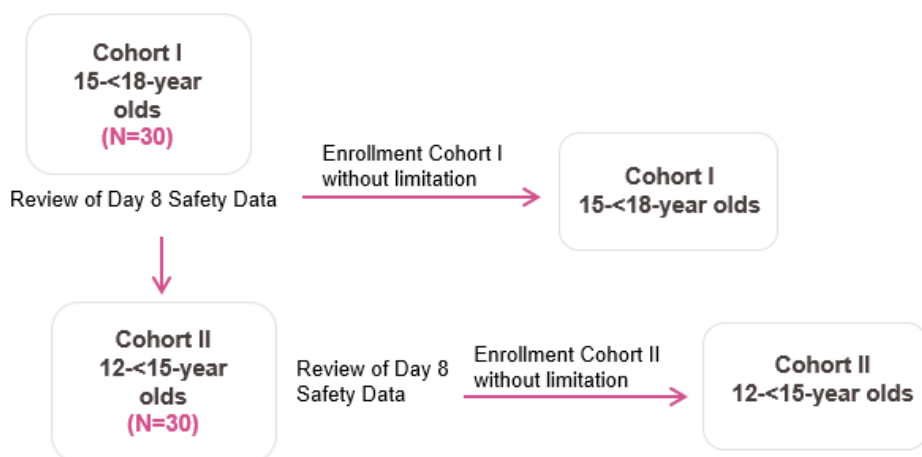 Cohort I
15-<18-year
olds
(N=30)
Review of Day 8 Safety Data
Enrollment Cohort I
without limitation
Cohort I
15-<18-year olds
Cohort II
12-<15-year
olds
(N=30)
Review of Day 8
Safety Data
Enrollment Cohort II
without limitation
Cohort II
12-<15-year olds